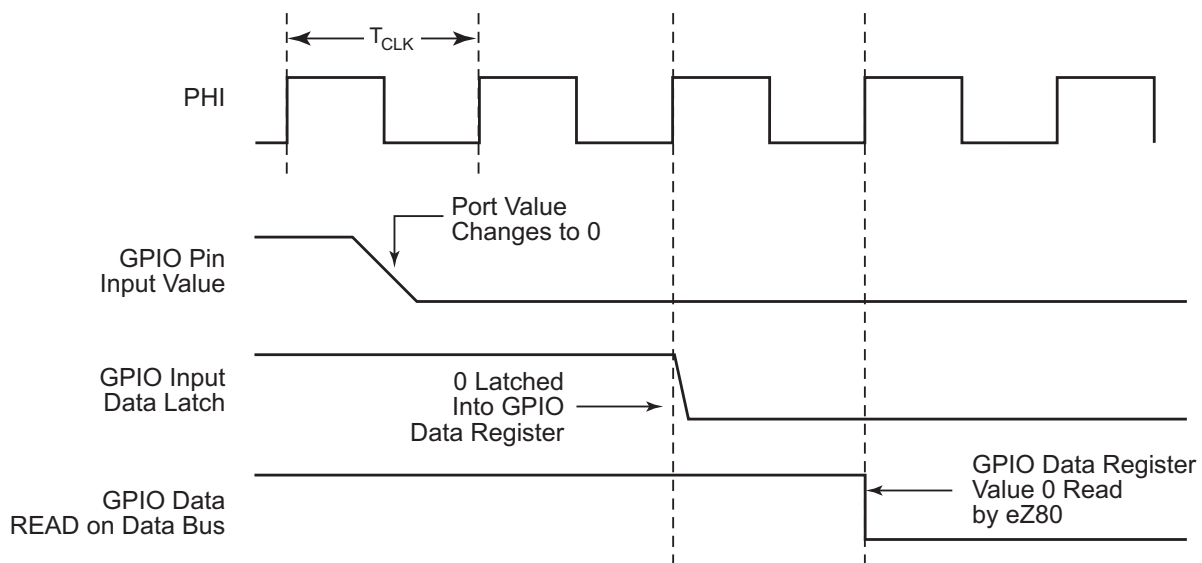 T_CLK
PHI
Port Value
Changes to 0
GPIO Pin
Input Value
GPIO Input
Data Latch
0 Latched
Into GPIO
Data Register
GPIO Data
READ on Data Bus
GPIO Data Register
Value 0 Read
by eZ80